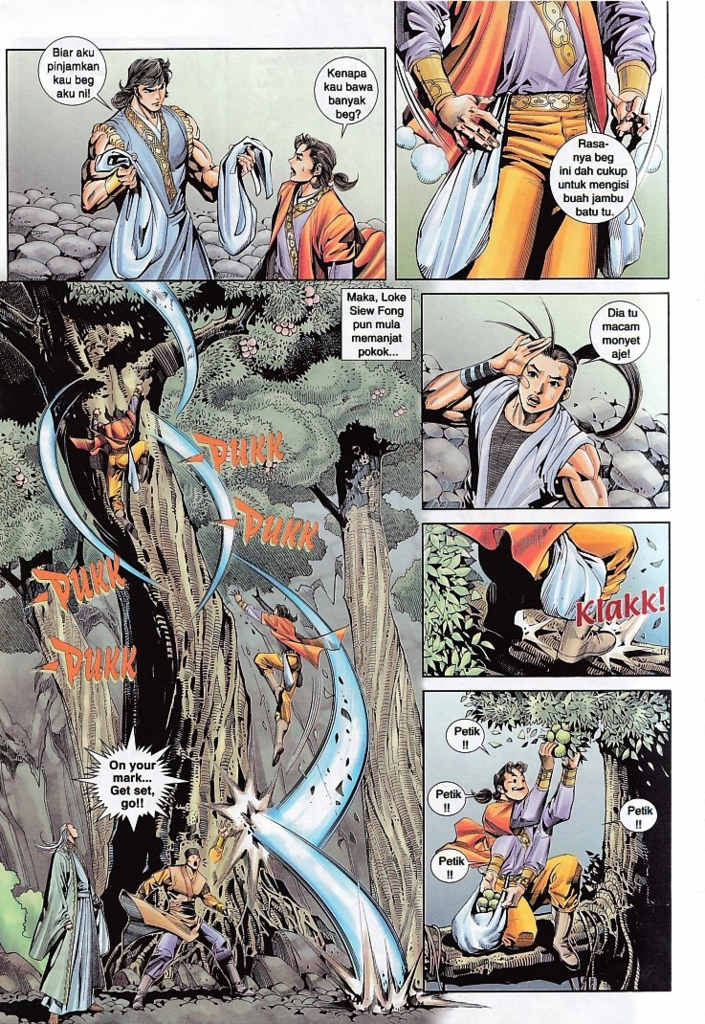 Biar aku
pinjamkan
kau beg
aku ni!
Kenapa
kau bawa
banyak
beg?
Rasa-
nya beg
ini dah cukup
untuk mengisi
buah jambu
batu tu.
Maka, Loke
Siew Fong
pun mula
memanjat
pokok...
DUKK
DUKK
DUKK
DUKK
On your
mark...
Get set,
go!!
Dia tu
macam
monyet
aje!
Klakk!
Petik
!!
Petik
!!
Petik
!!
Petik
!!